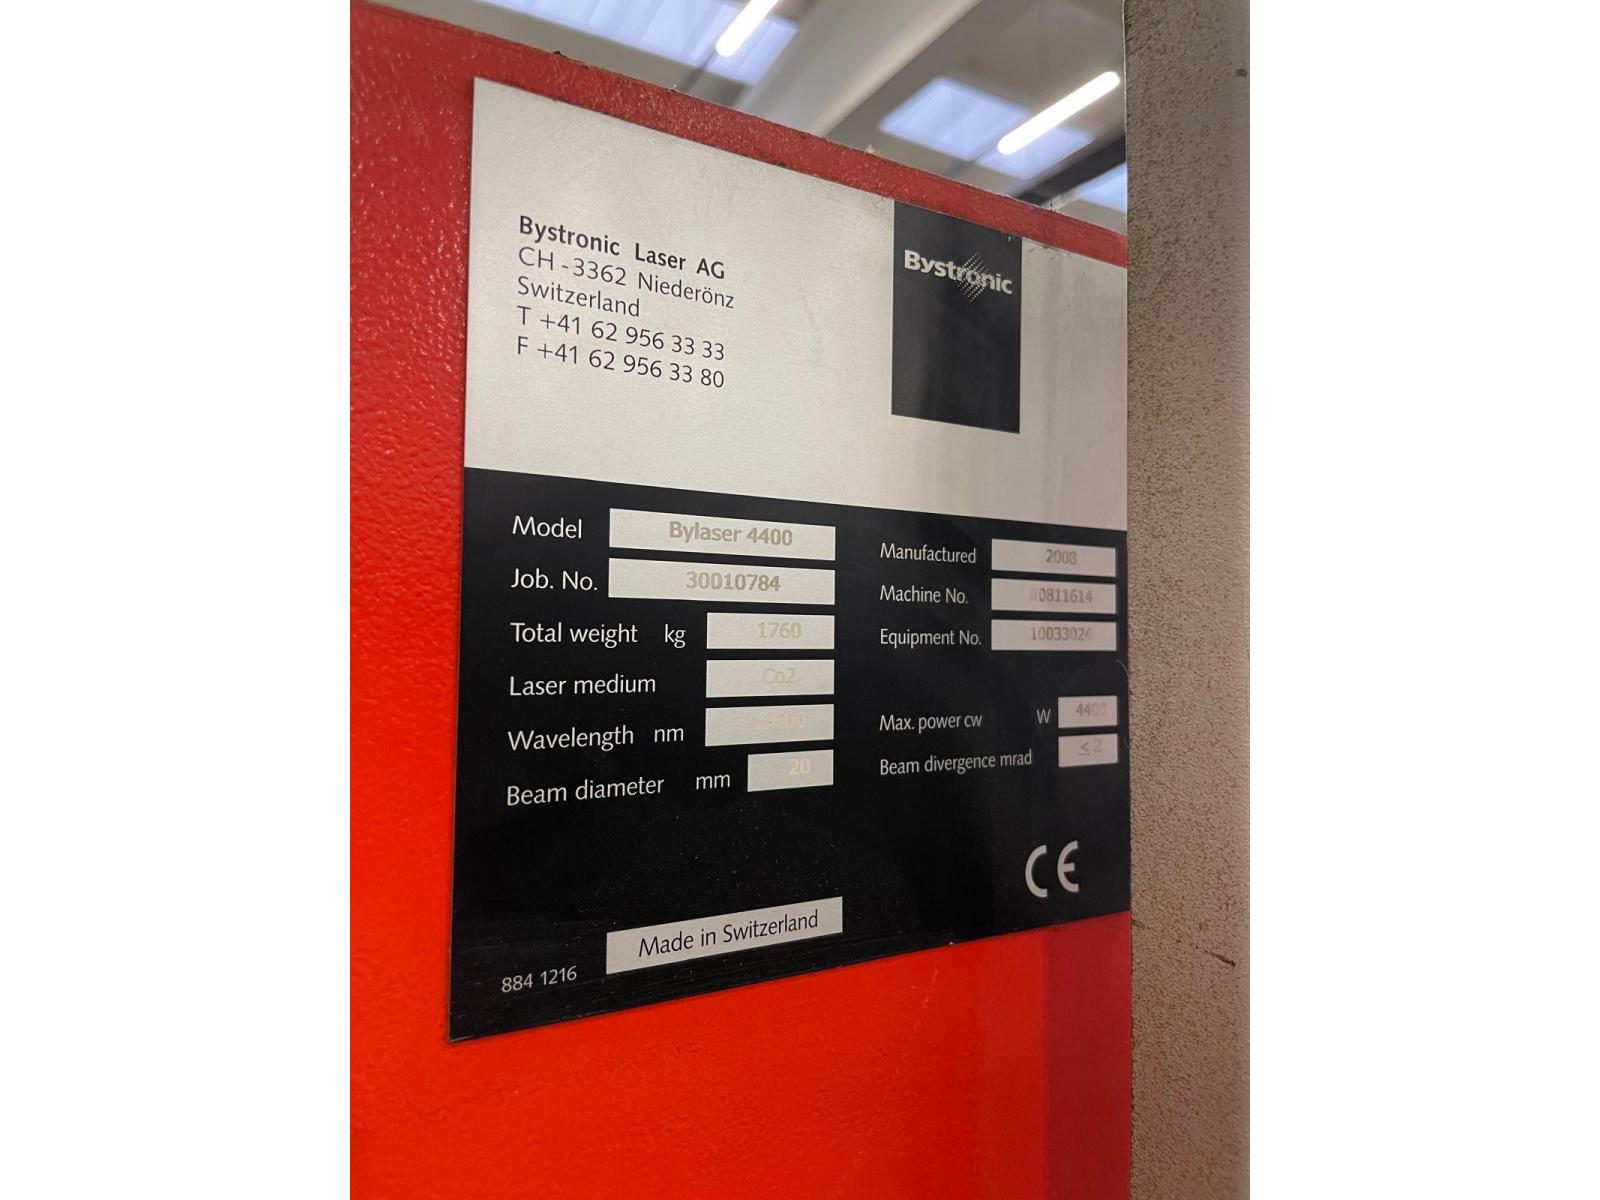 Bystronic Laser AG
CH-3362 Niederönz
Switzerland
T +41 62 956 33 33
F +41 62 956 33 80
Bystronic
Model Bylaser 4400
Job. No. 30010784
Total weight kg 1760
Laser medium Co2
Wavelength nm
Beam diameter mm 20
Manufactured 2008
Machine No.
Equipment No. 10033024
Max. power cw W 4400
Beam divergence mrad ≤ 2
CE
Made in Switzerland
884 1216